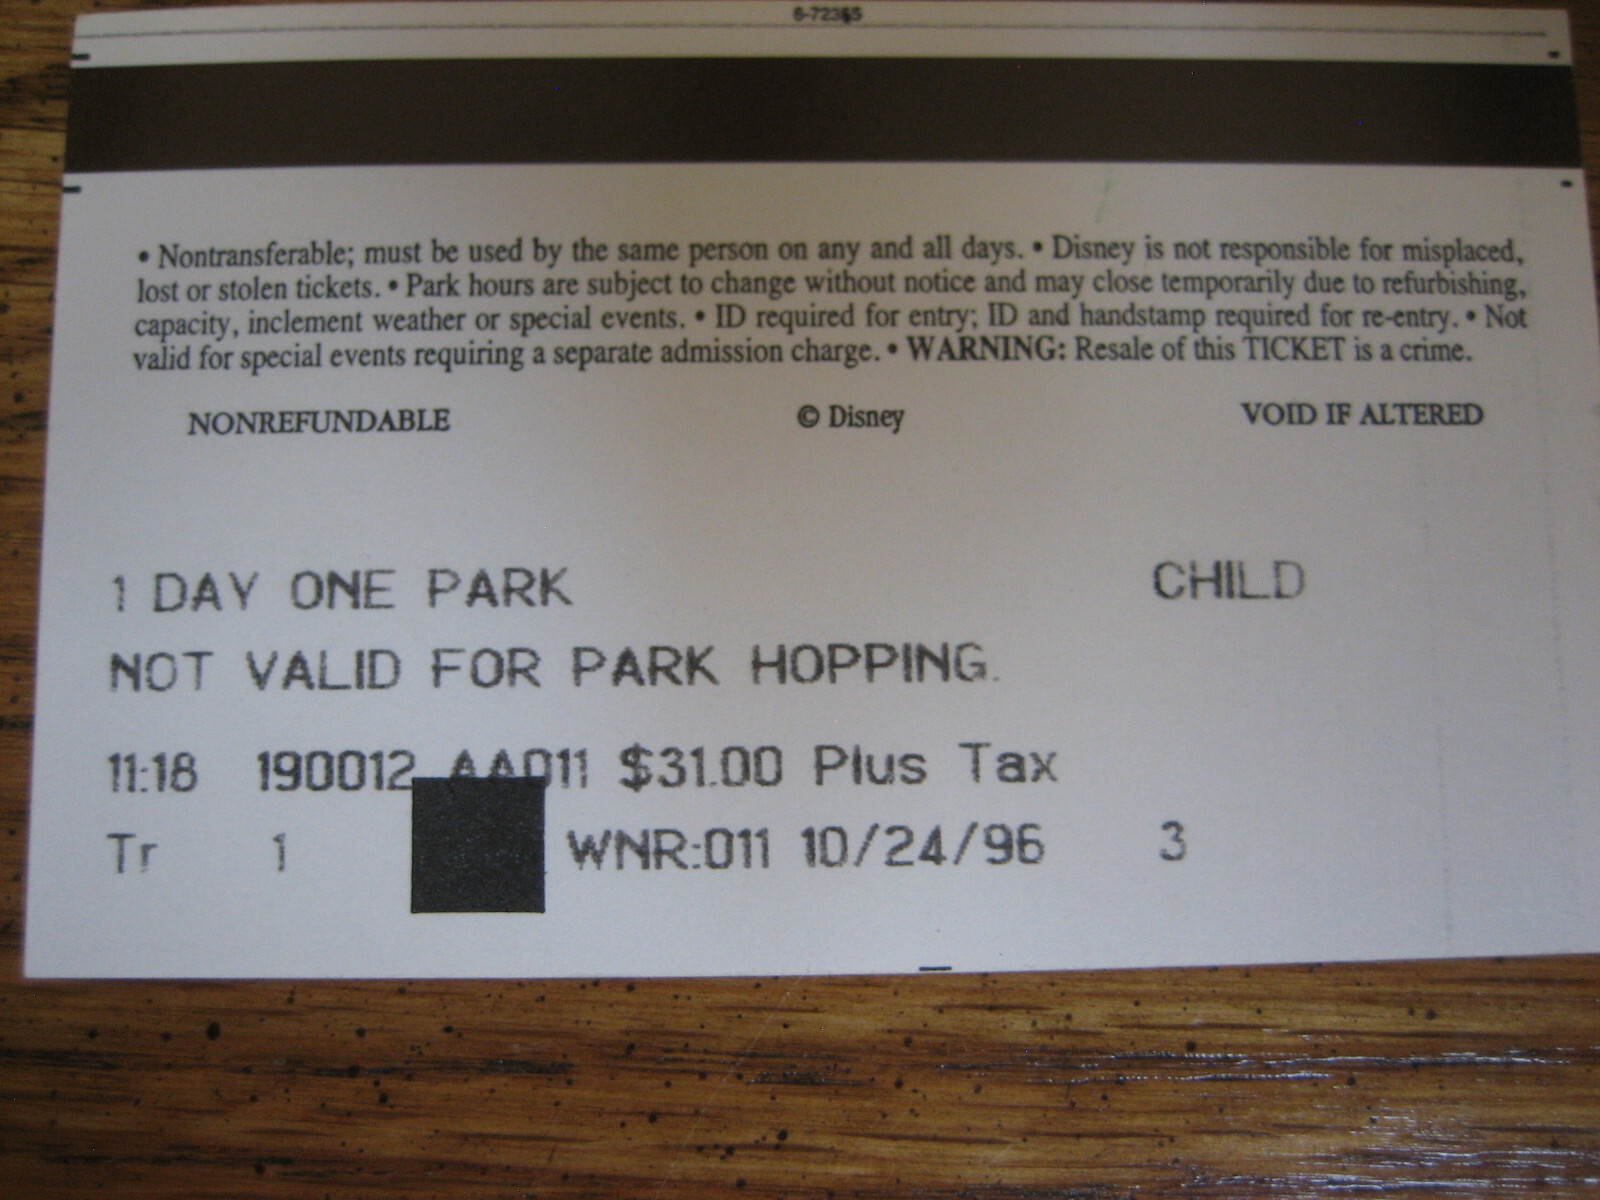 • Nontransferable; must be used by the same person on any and all days. • Disney is not responsible for misplaced,
lost or stolen tickets. • Park hours are subject to change without notice and may close temporarily due to refurbishing,
capacity, inclement weather or special events. • ID required for entry; ID and handstamp required for re-entry. • Not
valid for special events requiring a separate admission charge. • WARNING: Resale of this TICKET is a crime.
NONREFUNDABLE © Disney VOID IF ALTERED
1 DAY ONE PARK CHILD
NOT VALID FOR PARK HOPPING.
11:18 190012 AA011 $31.00 Plus Tax
Tr 1 WNR:011 10/24/96 3